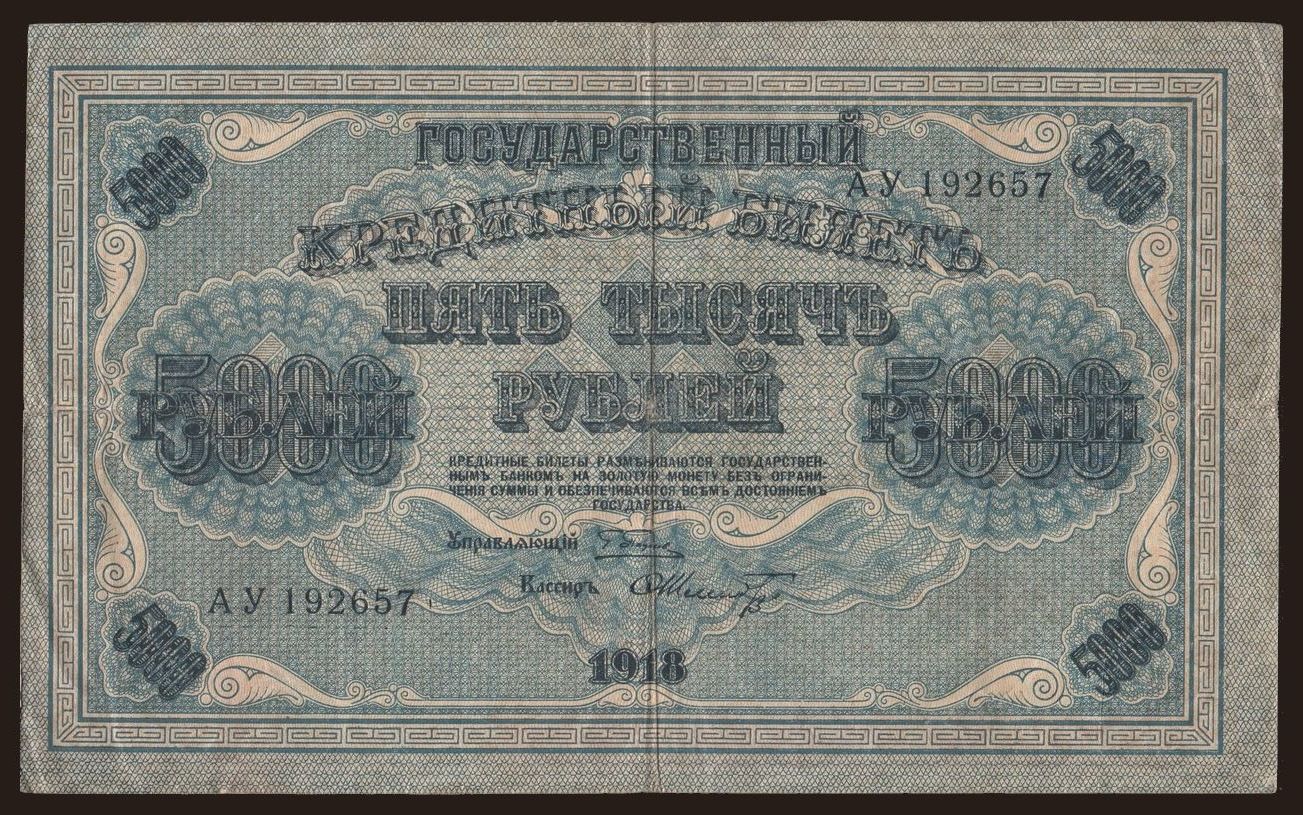 5000
ГОСУДАРСТВЕННЫЙ
5000
АУ 192657
КРЕДИТНЫЙ БИЛЕТЪ
ПЯТЬ ТЫСЯЧЪ
РУБЛЕЙ
5000
РУБЛЕЙ
5000
РУБЛЕЙ
КРЕДИТНЫЕ БИЛЕТЫ РАЗМѢНИВАЮТСЯ ГОСУДАРСТВЕН-
НЫМЪ БАНКОМЪ НА ЗОЛОТУЮ МОНЕТУ БЕЗЪ ОГРАНИ-
ЧЕНІЯ СУММЫ И ОБЕЗПЕЧИВАЮТСЯ ВСѢМЪ ДОСТОЯНІЕМЪ
ГОСУДАРСТВА.
Управляющій
Кассиръ
АУ 192657
5000
1918
5000